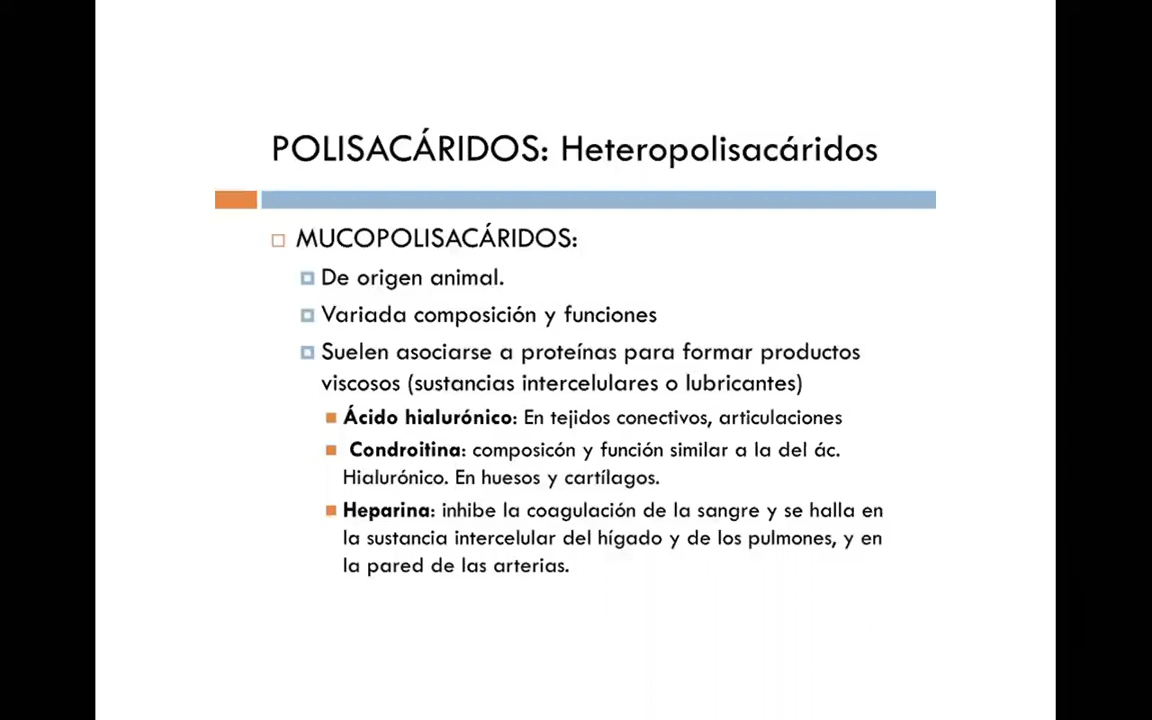 POLISACÁRIDOS: Heteropolisacáridos
MUCOPOLISACÁRIDOS:
De origen animal.
Variada composición y funciones
Suelen asociarse a proteínas para formar productos
viscosos (sustancias intercelulares o lubricantes)
Ácido hialurónico: En tejidos conectivos, articulaciones
Condroitina: composicón y función similar a la del ác.
Hialurónico. En huesos y cartílagos.
Heparina: inhibe la coagulación de la sangre y se halla en
la sustancia intercelular del hígado y de los pulmones, y en
la pared de las arterias.